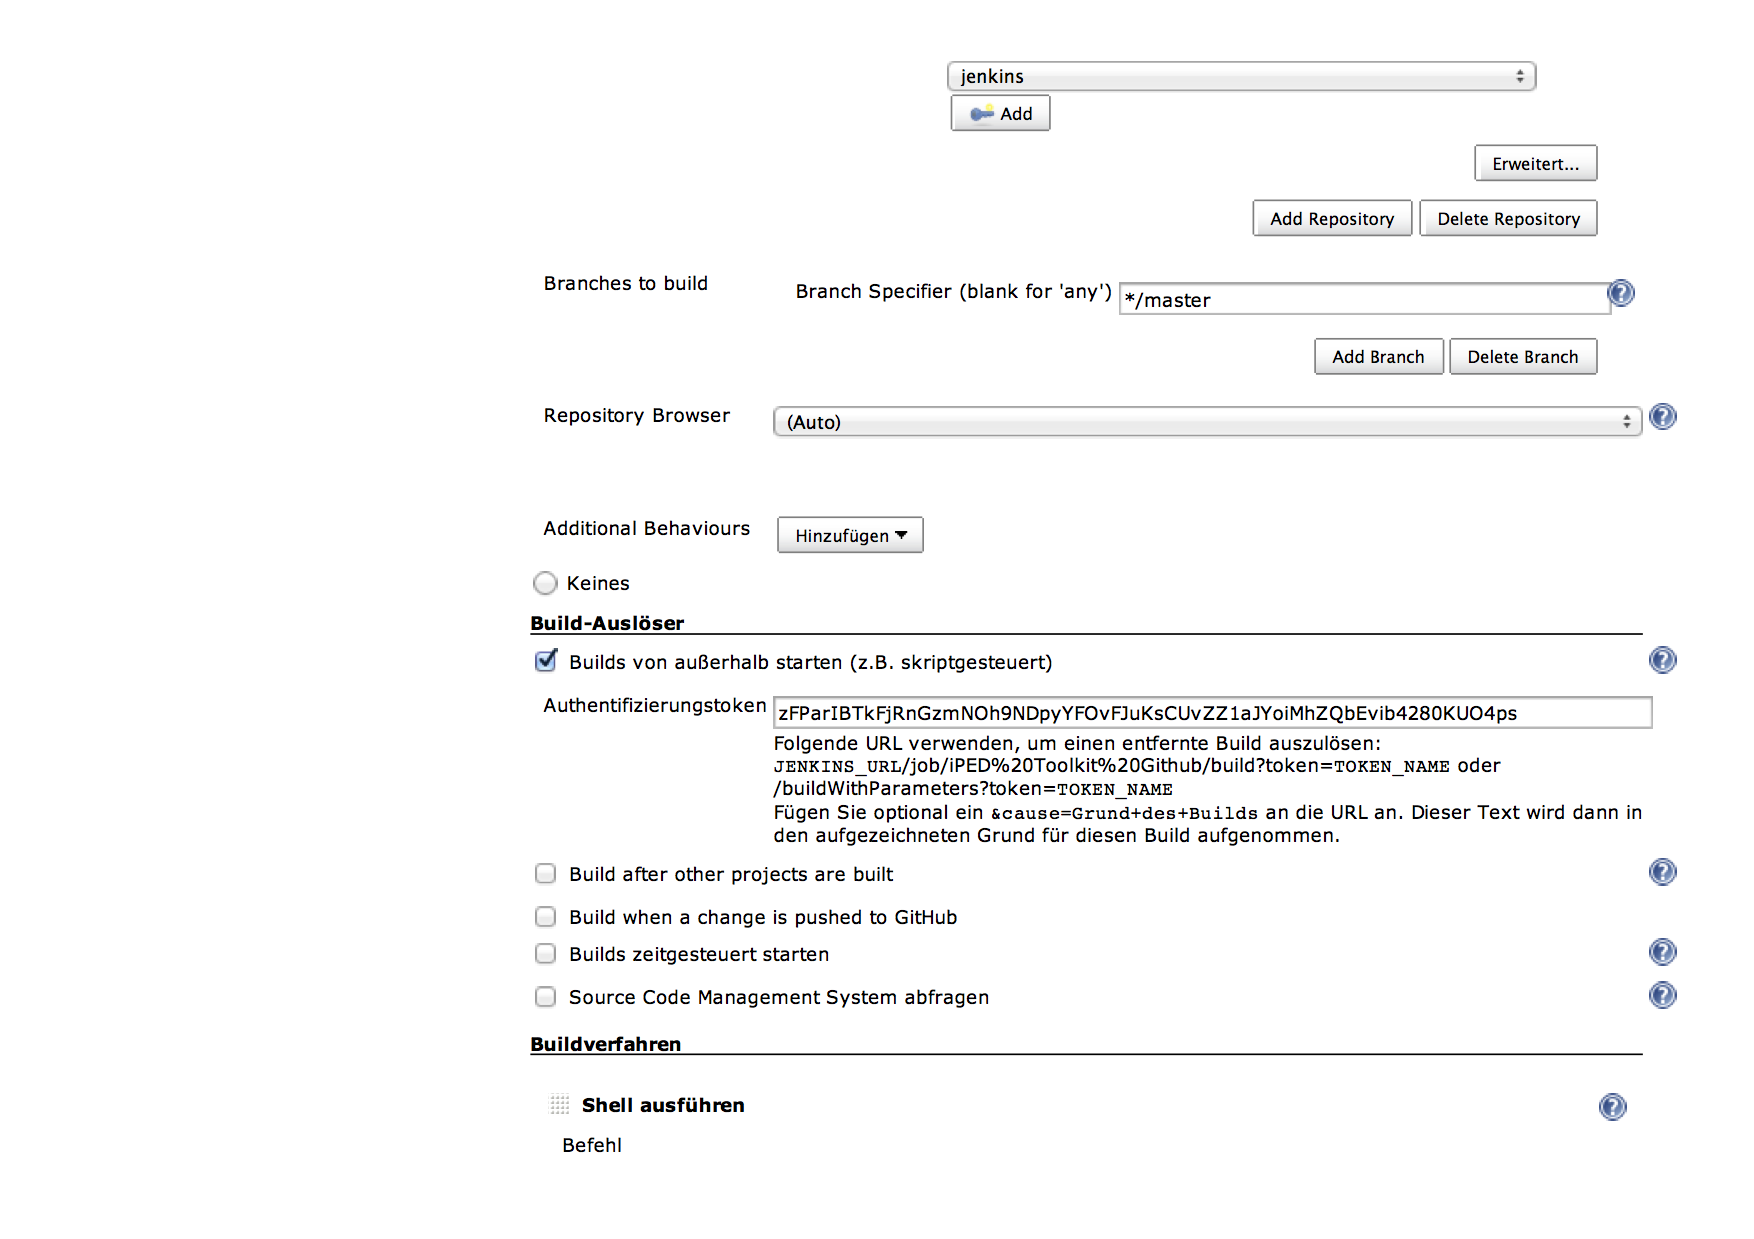 jenkins
Add
Erweitert...
Add Repository Delete Repository
Branches to build Branch Specifier (blank for 'any') */master
Add Branch Delete Branch
Repository Browser (Auto)
Additional Behaviours Hinzufügen
Keines
Build-Auslöser
Builds von außerhalb starten (z.B. skriptgesteuert)
Authentifizierungstoken zFParIBTkFjRnGzmNOh9NDpyYFOvFJuKsCUvZZ1aJYoiMhZQbEvib4280KUO4ps
Folgende URL verwenden, um einen entfernte Build auszulösen:
JENKINS_URL/job/iPED%20Toolkit%20Github/build?token=TOKEN_NAME oder
/buildWithParameters?token=TOKEN_NAME
Fügen Sie optional ein &cause=Grund+des+Builds an die URL an. Dieser Text wird dann in
den aufgezeichneten Grund für diesen Build aufgenommen.
Build after other projects are built
Build when a change is pushed to GitHub
Builds zeitgesteuert starten
Source Code Management System abfragen
Buildverfahren
Shell ausführen
Befehl